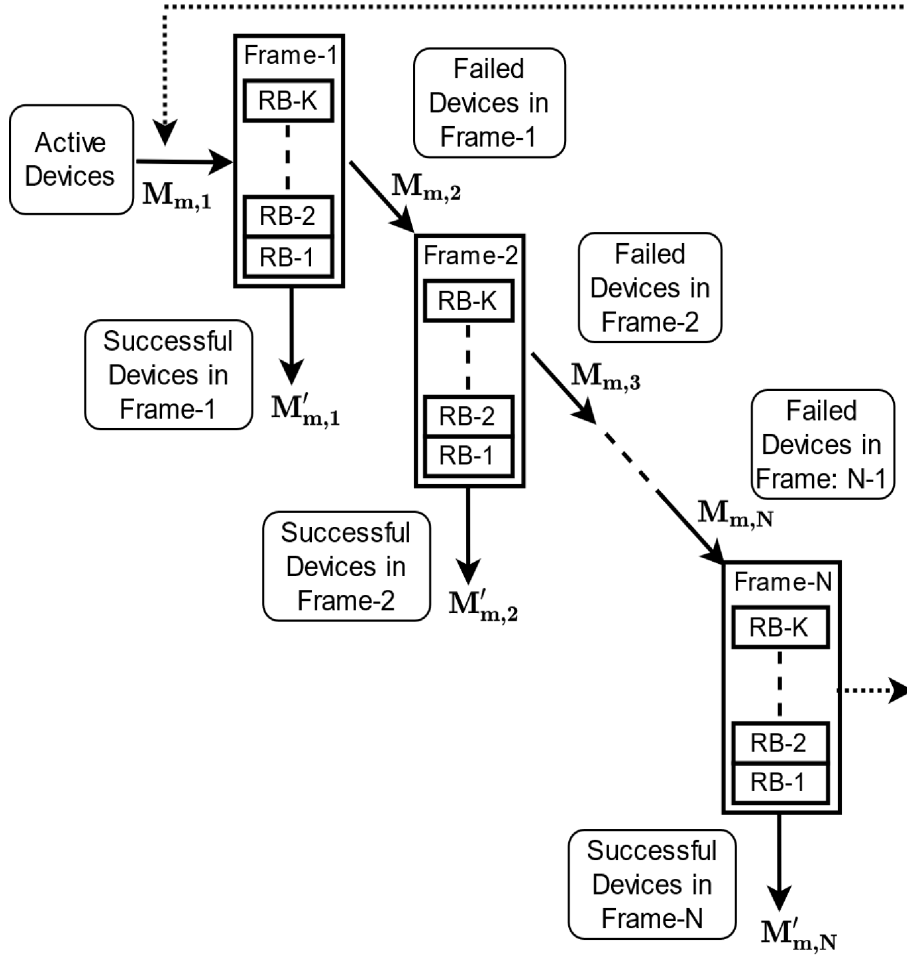 Frame-1
RB-K
RB-2
RB-1
Failed
Devices in
Frame-1
Active
Devices
M_{m,1}
M_{m,2}
Successful
Devices in
Frame-1
M'_{m,1}
Frame-2
RB-K
RB-2
RB-1
Failed
Devices in
Frame-2
M_{m,3}
Successful
Devices in
Frame-2
M'_{m,2}
Failed
Devices in
Frame: N-1
M_{m,N}
Frame-N
RB-K
RB-2
RB-1
Successful
Devices in
Frame-N
M'_{m,N}